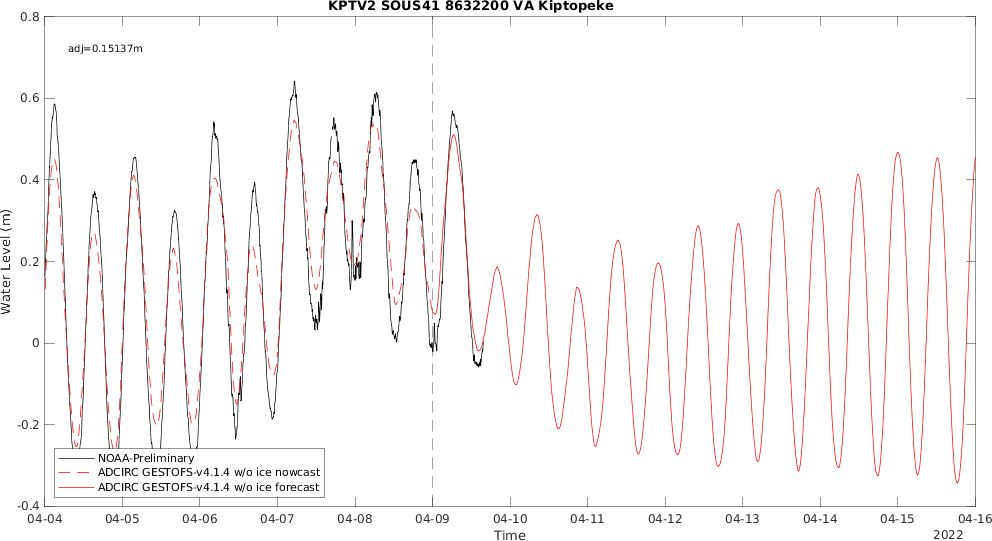 KPTV2 SOUS41 8632200 VA Kiptopeke
adj=0.15137m
Water Level (m)
0.8
0.6
0.4
0.2
0
-0.2
-0.4
NOAA-Preliminary
ADCIRC GESTOFS-v4.1.4 w/o ice nowcast
ADCIRC GESTOFS-v4.1.4 w/o ice forecast
04-04 04-05 04-06 04-07 04-08 04-09 04-10 04-11 04-12 04-13 04-14 04-15 04-16
Time
2022